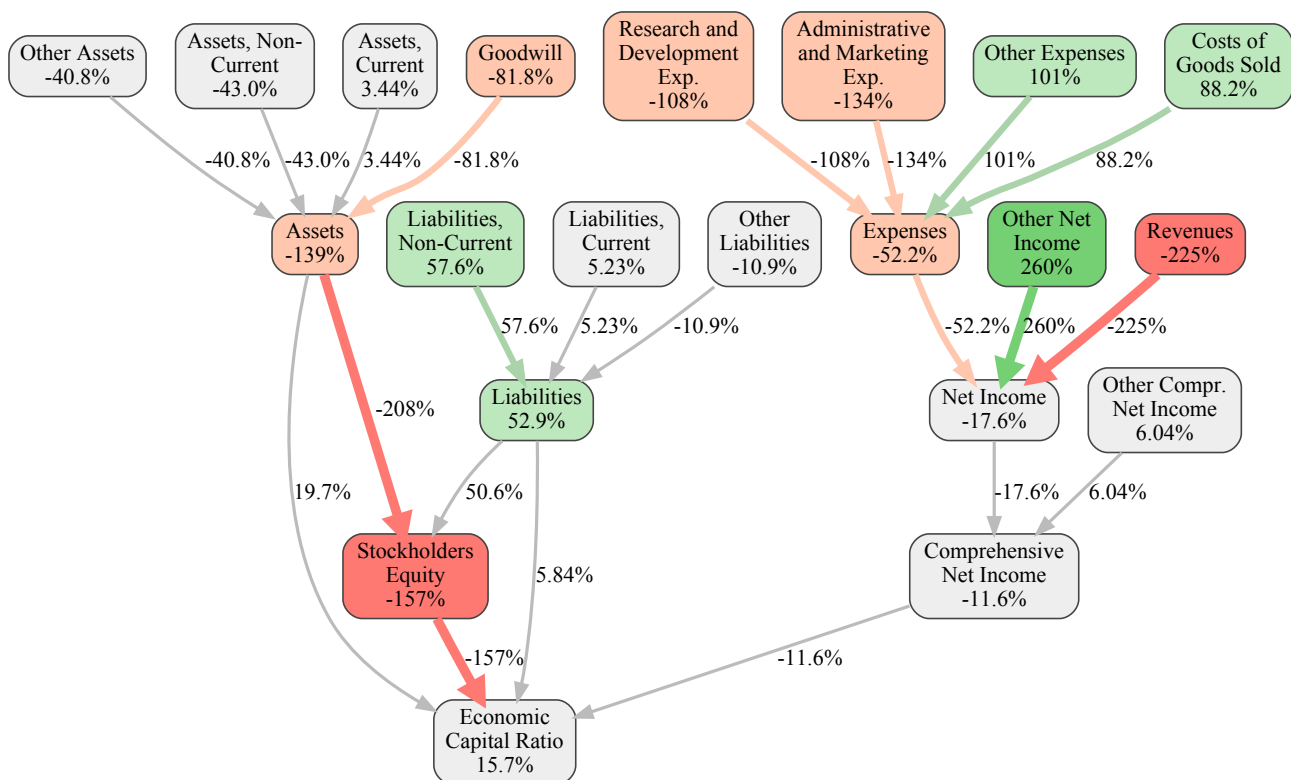 Other Assets
-40.8%
Assets, Non-
Current
-43.0%
Assets,
Current
3.44%
Goodwill
-81.8%
Research and
Development
Exp.
-108%
Administrative
and Marketing
Exp.
-134%
Other Expenses
101%
Costs of
Goods Sold
88.2%
-40.8%
-43.0%
3.44%
-81.8%
-108%
-134%
101%
88.2%
Assets
-139%
Liabilities,
Non-Current
57.6%
Liabilities,
Current
5.23%
Other
Liabilities
-10.9%
Expenses
-52.2%
Other Net
Income
260%
Revenues
-225%
57.6%
5.23%
-10.9%
-52.2%
260%
-225%
-208%
Liabilities
52.9%
Net Income
-17.6%
Other Compr.
Net Income
6.04%
19.7%
50.6%
-17.6%
6.04%
Stockholders
Equity
-157%
5.84%
Comprehensive
Net Income
-11.6%
-157%
-11.6%
Economic
Capital Ratio
15.7%